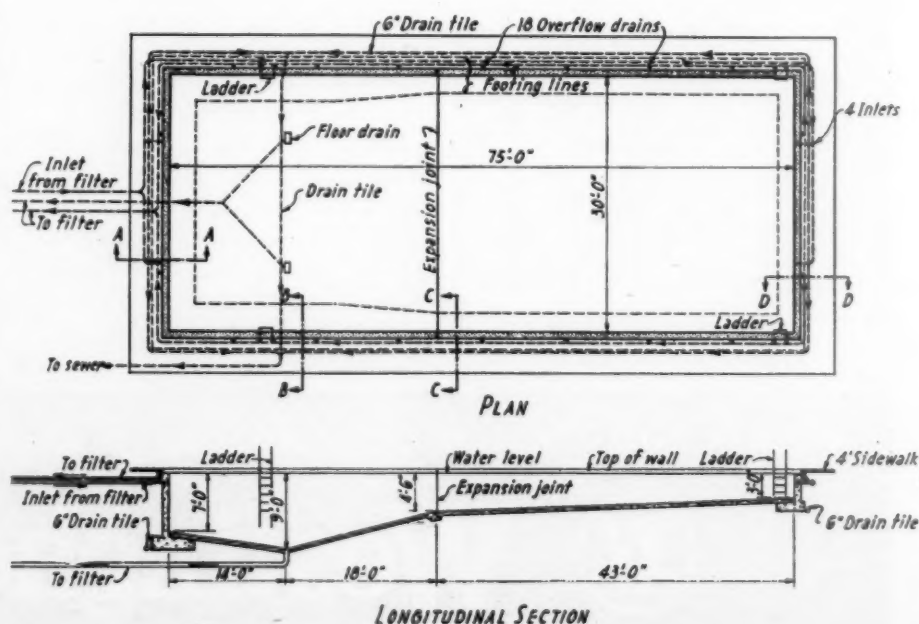 6" Drain tile
18 Overflow drains
Ladder
Footing lines
Floor drain
4 Inlets
Inlet
from filter
75'-0"
Expansion joint
30'-0"
Drain tile
To filter
A
A
B
C
D
D
Ladder
To sewer
B
C
PLAN
To filter
Ladder
Water level
Top of wall
Ladder
4' Sidewalk
Inlet from filter
7'-0"
9'-0"
4'-6"
Expansion joint
3'-0"
6" Drain tile
6" Drain tile
To filter
14'-0"
18'-0"
43'-0"
LONGITUDINAL SECTION